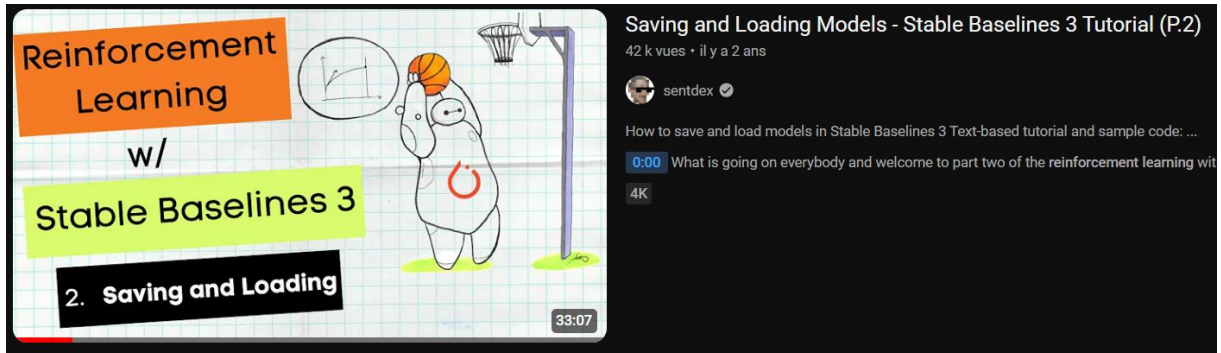 Reinforcement
Learning
w/
Stable Baselines 3
2. Saving and Loading
33:07
Saving and Loading Models - Stable Baselines 3 Tutorial (P.2)
42 k vues • il y a 2 ans
sentdex
How to save and load models in Stable Baselines 3 Text-based tutorial and sample code: ...
0:00 What is going on everybody and welcome to part two of the reinforcement learning wit
4K